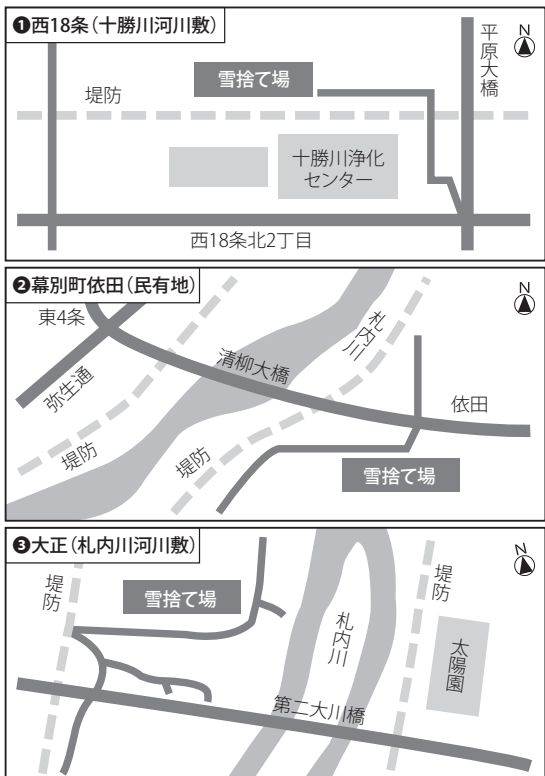 ❶西18条（十勝川河川敷）
N
平原大橋
雪捨て場
堤防
十勝川浄化
センター
西18条北2丁目
❷幕別町依田（民有地）
N
東4条
札内川
清柳大橋
弥生通
依田
堤防
堤防
雪捨て場
❸大正（札内川河川敷）
N
堤防
堤防
雪捨て場
札内川
太陽園
第二大川橋